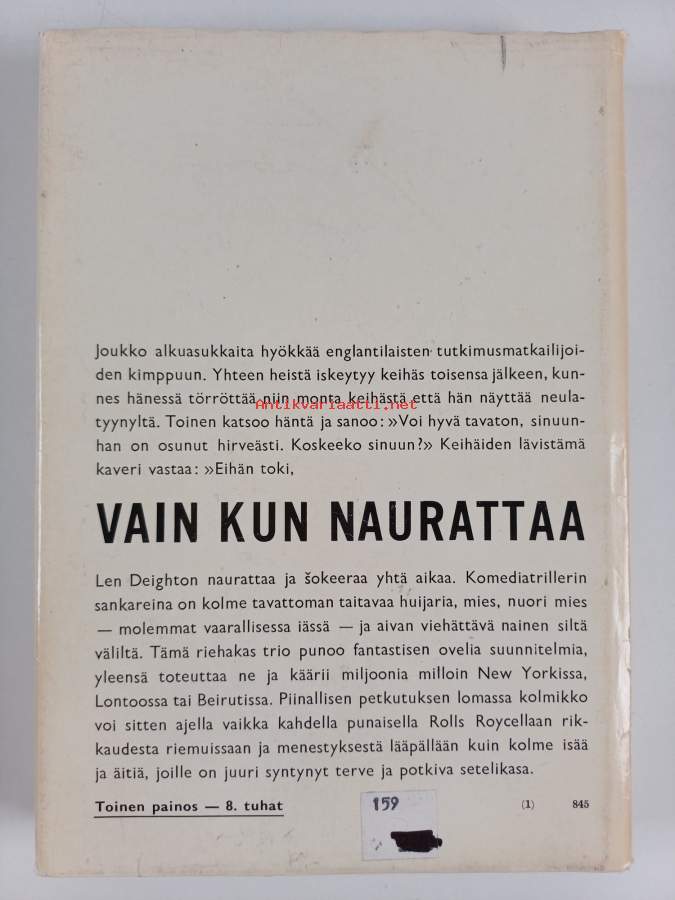 Joukko alkuasukkaita hyökkää englantilaisten tutkimusmatkailijoi-
den kimppuun. Yhteen heistä iskeytyy keihäs toisensa jälkeen, kun-
nes hänessä törröttää niin monta keihästä että hän näyttää neula-
Antikvariaatti.net
tyynyltä. Toinen katsoo häntä ja sanoo: »Voi hyvä tavaton, sinuun-
han on osunut hirveästi. Koskeeko sinuun?» Keihäiden lävistämä
kaveri vastaa: »Eihän toki,
VAIN KUN NAURATTAA
Len Deighton naurattaa ja šokeeraa yhtä aikaa. Komediatrillerin
sankareina on kolme tavattoman taitavaa huijaria, mies, nuori mies
— molemmat vaarallisessa iässä — ja aivan viehättävä nainen siltä
väliltä. Tämä riehakas trio punoo fantastisen ovelia suunnitelmia,
yleensä toteuttaa ne ja käärii miljoonia milloin New Yorkissa,
Lontoossa tai Beirutissa. Piinallisen petkutuksen lomassa kolmikko
voi sitten ajella vaikka kahdella punaisella Rolls Roycellaan rik-
kaudesta riemuissaan ja menestyksestä lääpällään kuin kolme isää
ja äitiä, joille on juuri syntynyt terve ja potkiva setelikasa.
Toinen painos — 8. tuhat
159
(1) 845